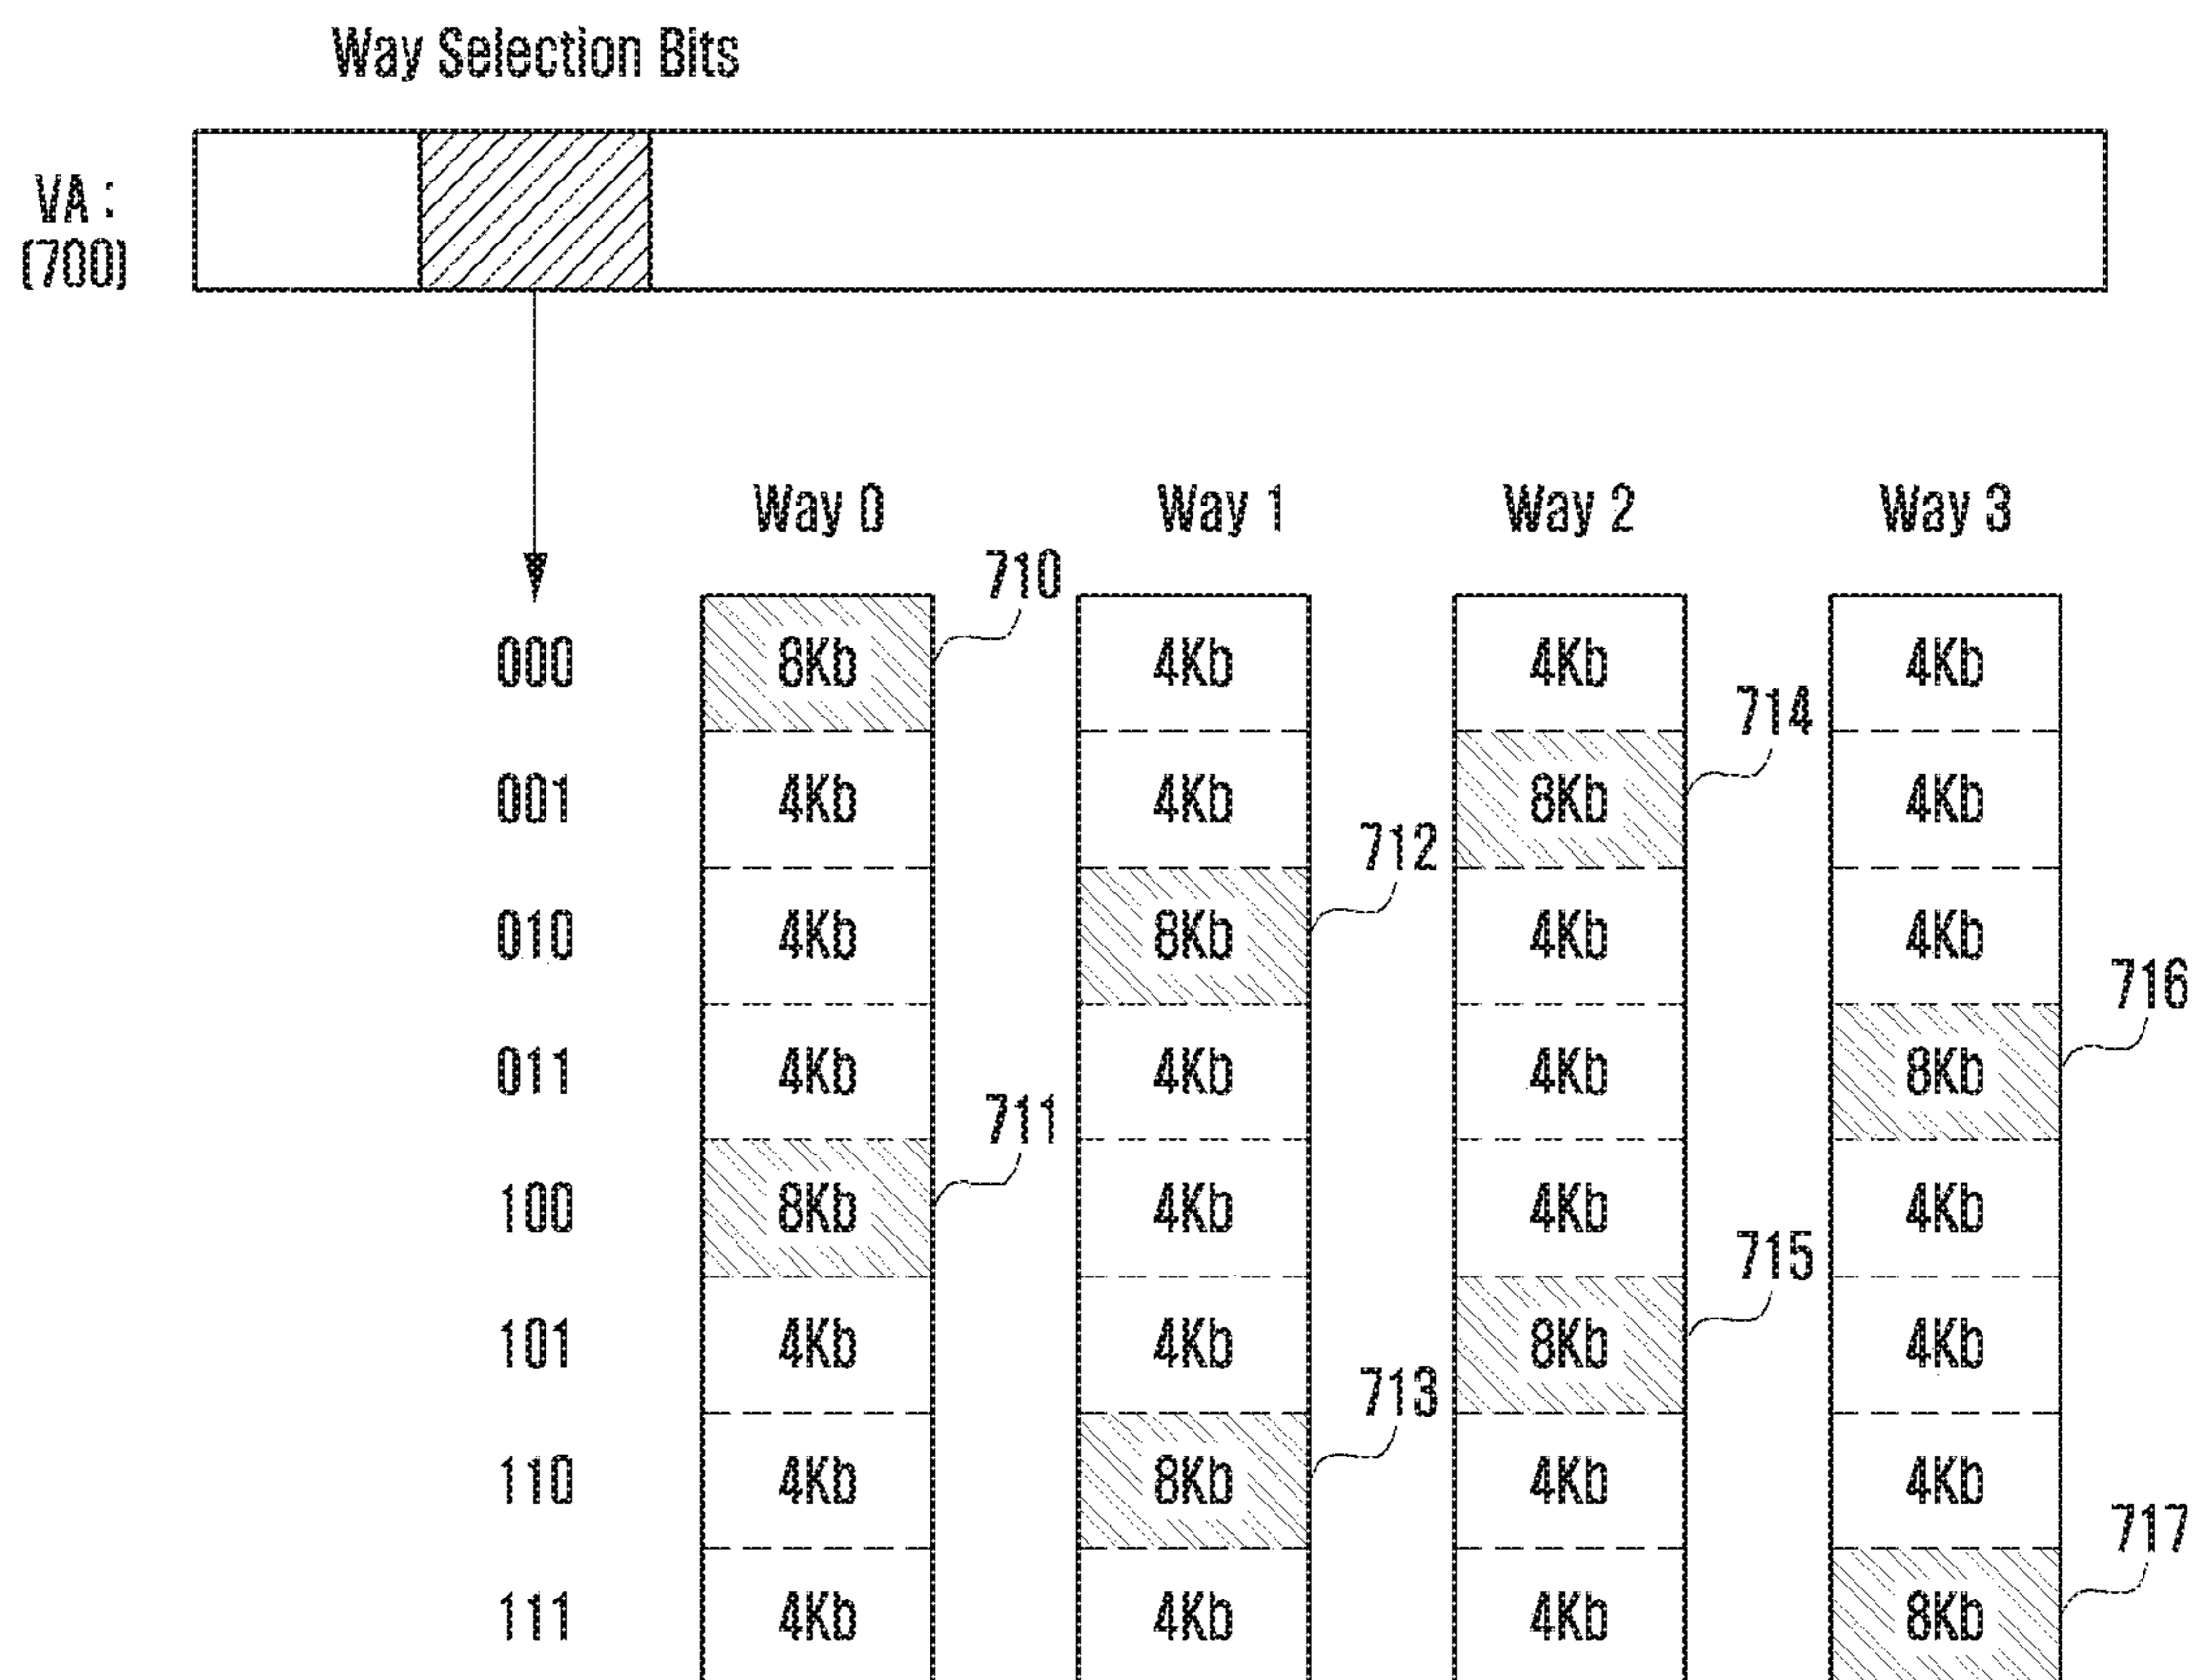 Way Selection Bits
VA :
(700)
Way 0 Way 1 Way 2 Way 3
710
000 8Kb 4Kb 4Kb 4Kb
714
001 4Kb 4Kb 8Kb 4Kb
712
010 4Kb 8Kb 4Kb 4Kb
716
011 4Kb 4Kb 4Kb 8Kb
711
100 8Kb 4Kb 4Kb 4Kb
715
101 4Kb 4Kb 8Kb 4Kb
713
110 4Kb 8Kb 4Kb 4Kb
717
111 4Kb 4Kb 4Kb 8Kb